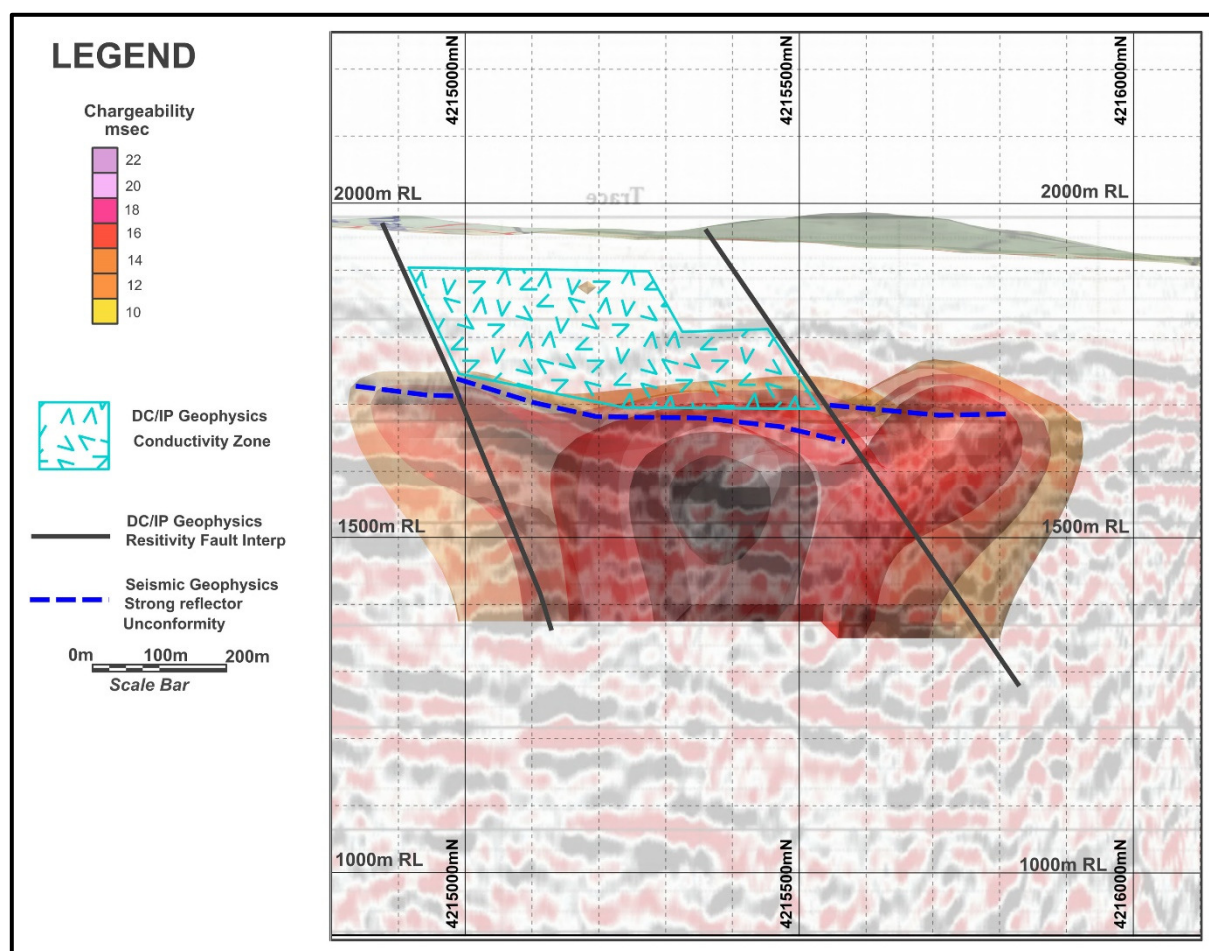 LEGEND
Chargeability
msec
22
20
18
16
14
12
10
DC/IP Geophysics
Conductivity Zone
DC/IP Geophysics
Resitivity Fault Interp
Seismic Geophysics
Strong reflector
Unconformity
0m 100m 200m
Scale Bar
4215000mN
4215500mN
4216000mN
2000m RL
2000m RL
Trace
1500m RL
1500m RL
1000m RL
1000m RL
4215000mN
4215500mN
4216000mN